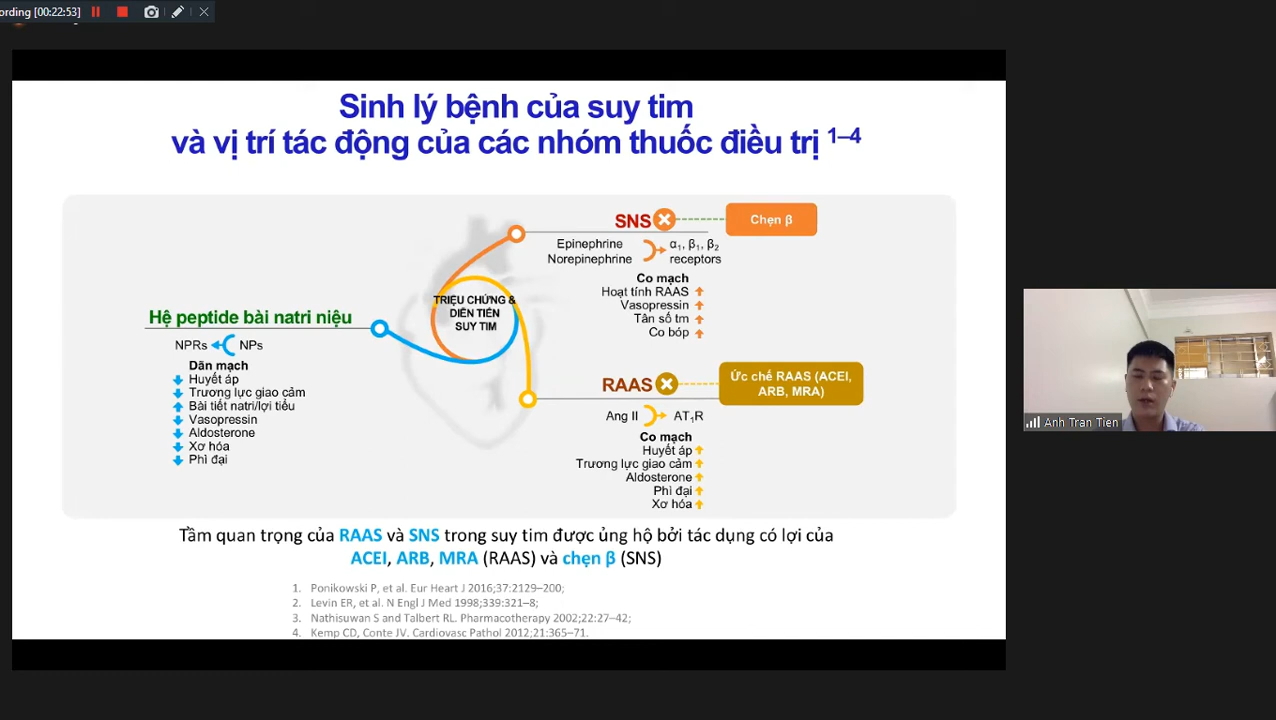 ording [00:22:53]
Sinh lý bệnh của suy tim
và vị trí tác động của các nhóm thuốc điều trị 1–4
SNS
Chẹn β
Epinephrine
Norepinephrine
α1, β1, β2
receptors
Co mạch
Hoạt tính RAAS
Vasopressin
Tần số tm
Co bóp
TRIỆU CHỨNG &
DIỄN TIẾN
SUY TIM
Hệ peptide bài natri niệu
NPRs
NPs
Dãn mạch
Huyết áp
Trương lực giao cảm
Bài tiết natri/lợi tiểu
Vasopressin
Aldosterone
Xơ hóa
Phì đại
RAAS
Ức chế RAAS (ACEI,
ARB, MRA)
Ang II
AT1R
Co mạch
Huyết áp
Trương lực giao cảm
Aldosterone
Phì đại
Xơ hóa
Tầm quan trọng của RAAS và SNS trong suy tim được ủng hộ bởi tác dụng có lợi của
ACEI, ARB, MRA (RAAS) và chẹn β (SNS)
1. Ponikowski P, et al. Eur Heart J 2016;37:2129–200;
2. Levin ER, et al. N Engl J Med 1998;339:321–8;
3. Nathisuwan S and Talbert RL. Pharmacotherapy 2002;22:27–42;
4. Kemp CD, Conte JV. Cardiovasc Pathol 2012;21:365–71.
Anh Tran Tien